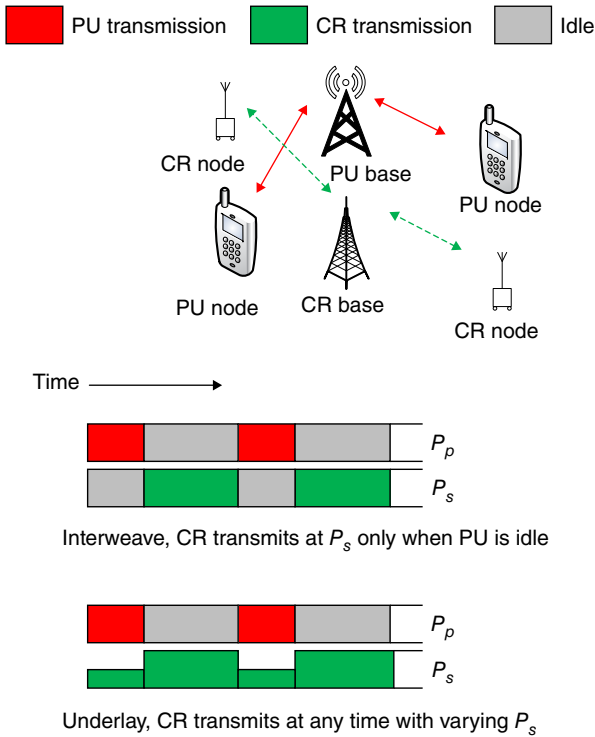 PU transmission CR transmission Idle
CR node
PU base
PU node
PU node
CR base
CR node
Time
Pp
Ps
Interweave, CR transmits at Ps only when PU is idle
Pp
Ps
Underlay, CR transmits at any time with varying Ps